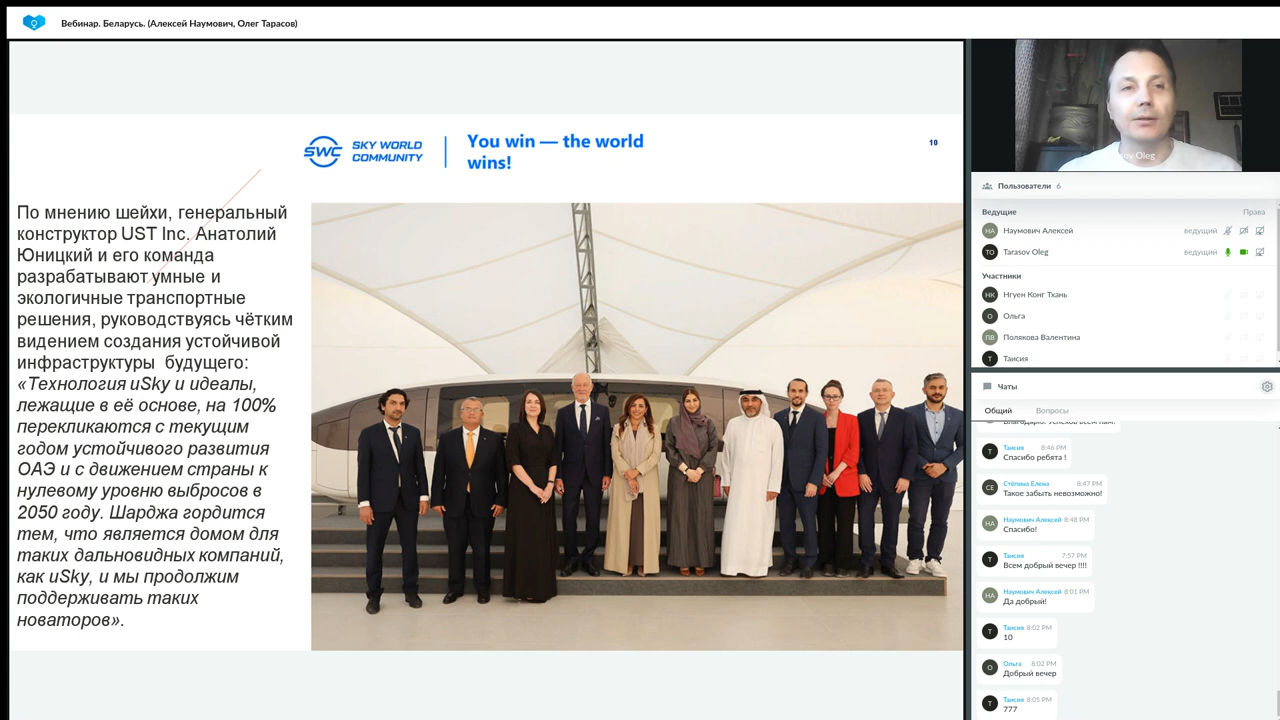 Вебинар. Беларусь. (Алексей Наумович, Олег Тарасов)
SWC
SKY WORLD
COMMUNITY
You win — the world
wins!
10
По мнению шейхи, генеральный
конструктор UST Inc. Анатолий
Юницкий и его команда
разрабатывают умные и
экологичные транспортные
решения, руководствуясь чётким
видением создания устойчивой
инфраструктуры будущего:
«Технология uSky и идеалы,
лежащие в её основе, на 100%
перекликаются с текущим
годом устойчивого развития
ОАЭ и с движением страны к
нулевому уровню выбросов в
2050 году. Шарджа гордится
тем, что является домом для
таких дальновидных компаний,
как uSky, и мы продолжим
поддерживать таких
новаторов».
Oleg
Пользователи 6
Ведущие Права
НА Наумович Алексей ведущий
TO Tarasov Oleg ведущий
Участники
НК Нгуен Конг Тхань
О Ольга
ПВ Полякова Валентина
Т Таисия
Чаты
Общий Вопросы
Т Таисия 8:46 PM
Спасибо ребята !
СЕ Стёпина Елена 8:47 PM
Такое забыть невозможно!
НА Наумович Алексей 8:48 PM
Спасибо!
Т Таисия 7:57 PM
Всем добрый вечер !!!!
НА Наумович Алексей 8:01 PM
Да добрый!
Т Таисия 8:02 PM
10
О Ольга 8:02 PM
Добрый вечер
Т Таисия 8:05 PM
777